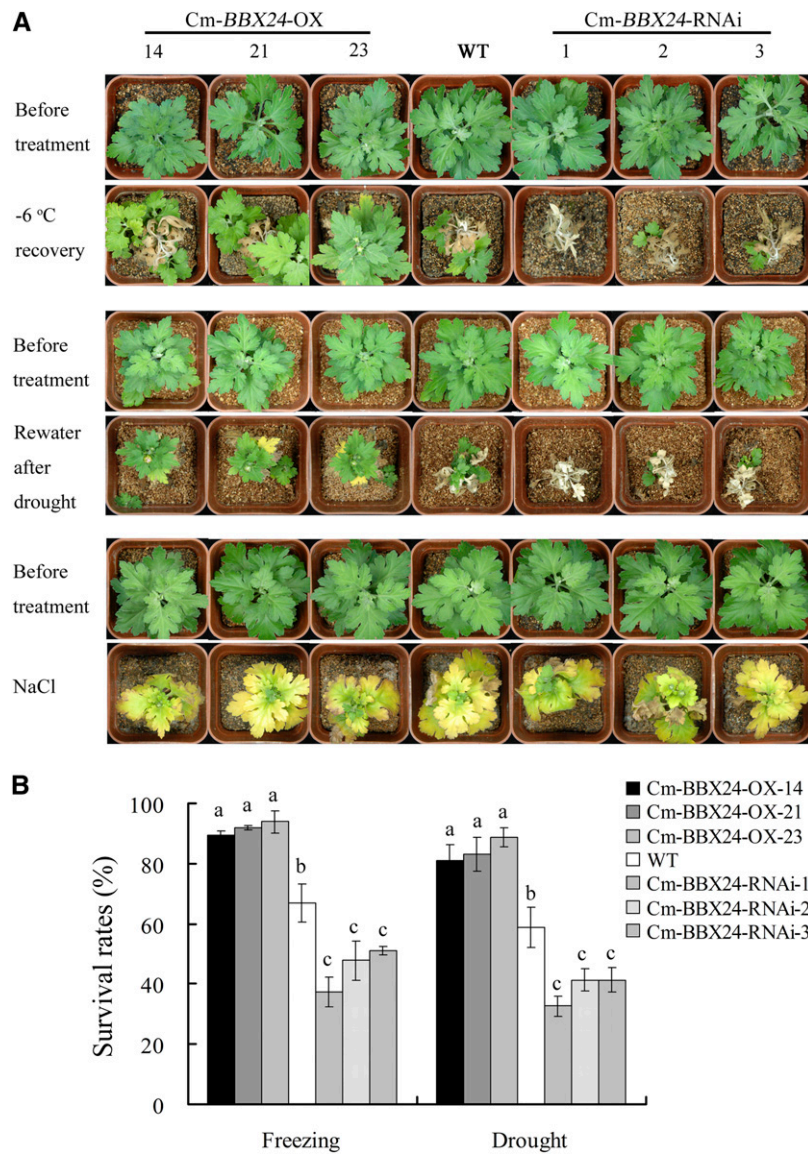 A
Cm-BBX24-OX
Cm-BBX24-RNAi
14 21 23 WT 1 2 3
Before
treatment
-6 °C
recovery
Before
treatment
Rewater
after
drought
Before
treatment
NaCl
B
Survival rates (%)
100
80
60
40
20
0
a a a b c c c
a a a b c c c
Freezing
Drought
Cm-BBX24-OX-14
Cm-BBX24-OX-21
Cm-BBX24-OX-23
WT
Cm-BBX24-RNAi-1
Cm-BBX24-RNAi-2
Cm-BBX24-RNAi-3